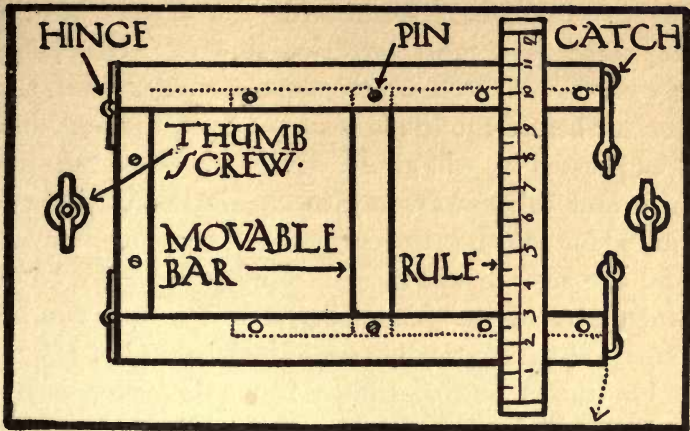 HINGE
PIN
CATCH
THUMB
SCREW.
MOVABLE
BAR
RULE
12
11
10
9
8
7
6
5
4
3
2
1